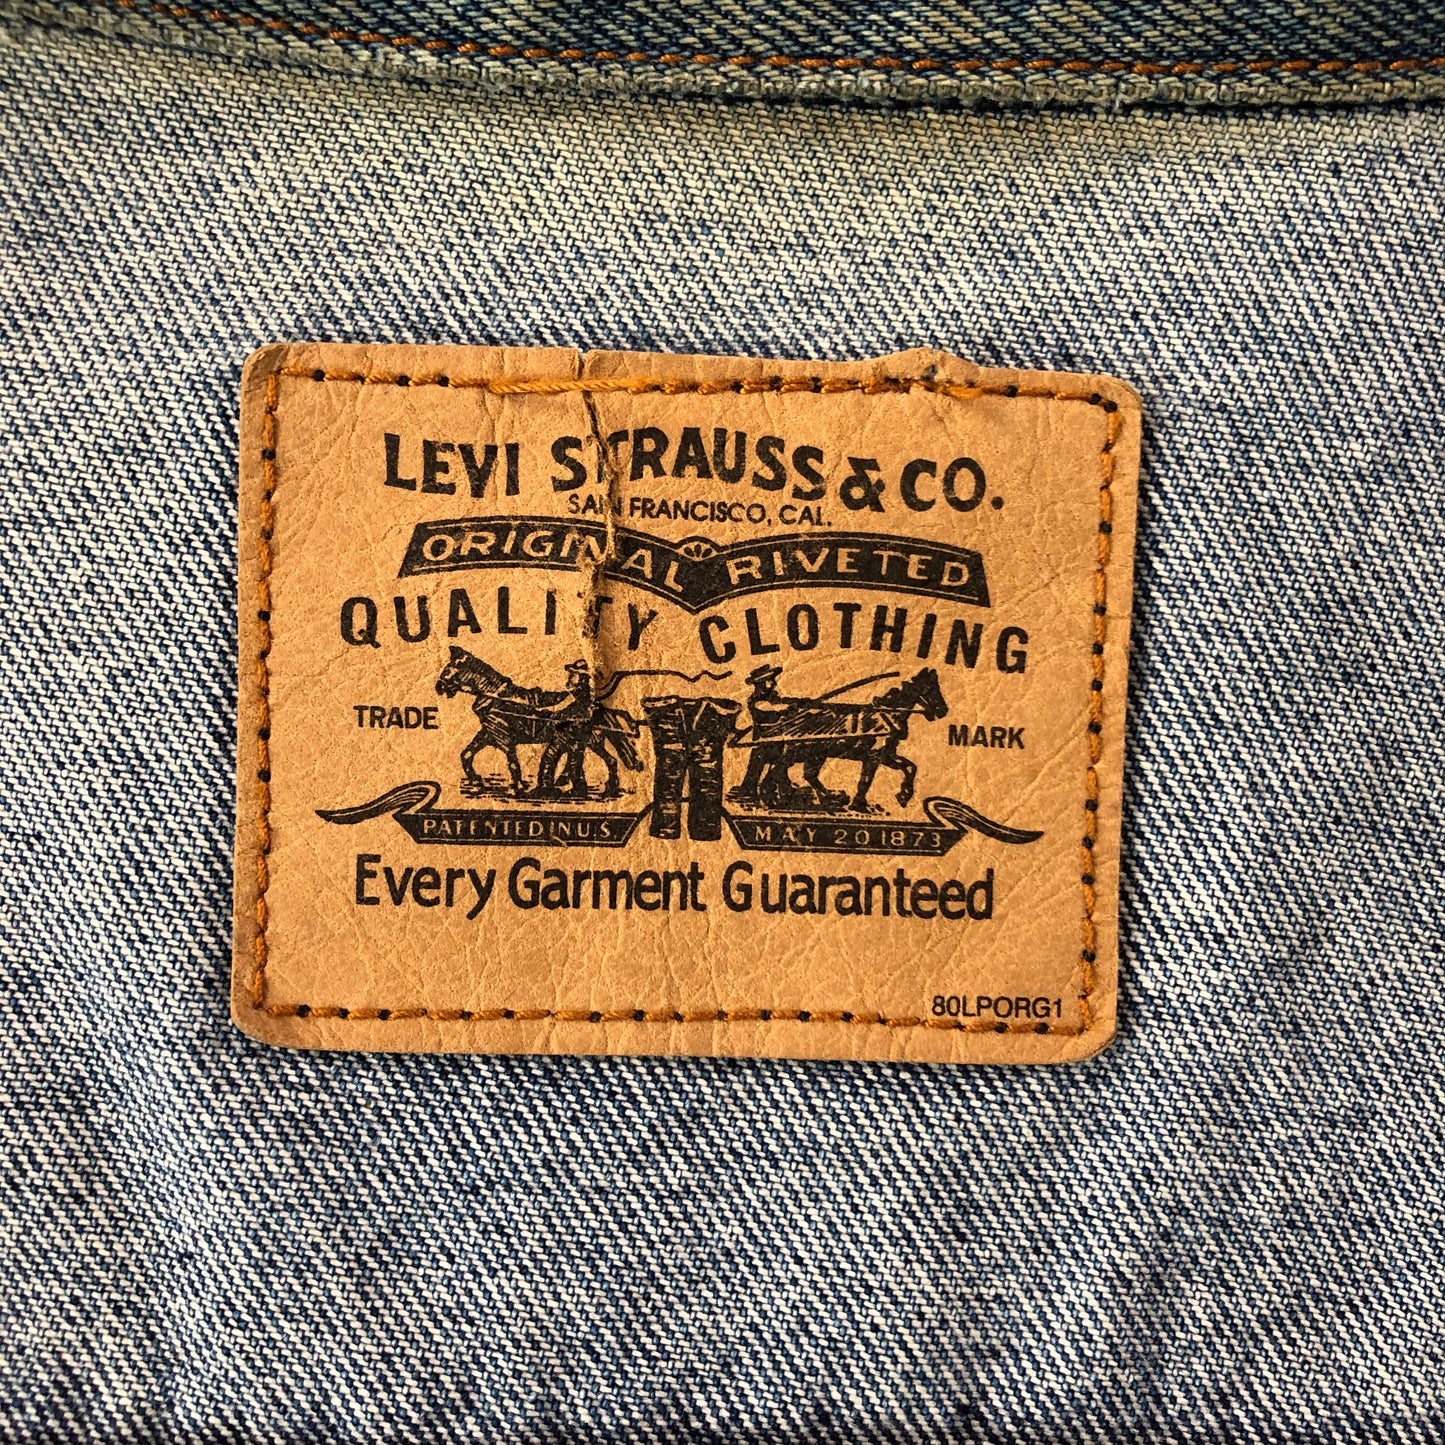 LEVI STRAUSS & CO.
SAN FRANCISCO, CAL.
ORIGINAL RIVETED
QUALITY CLOTHING
TRADE MARK
PATENTED IN U.S. MAY 20 1873
Every Garment Guaranteed
80LPORG1